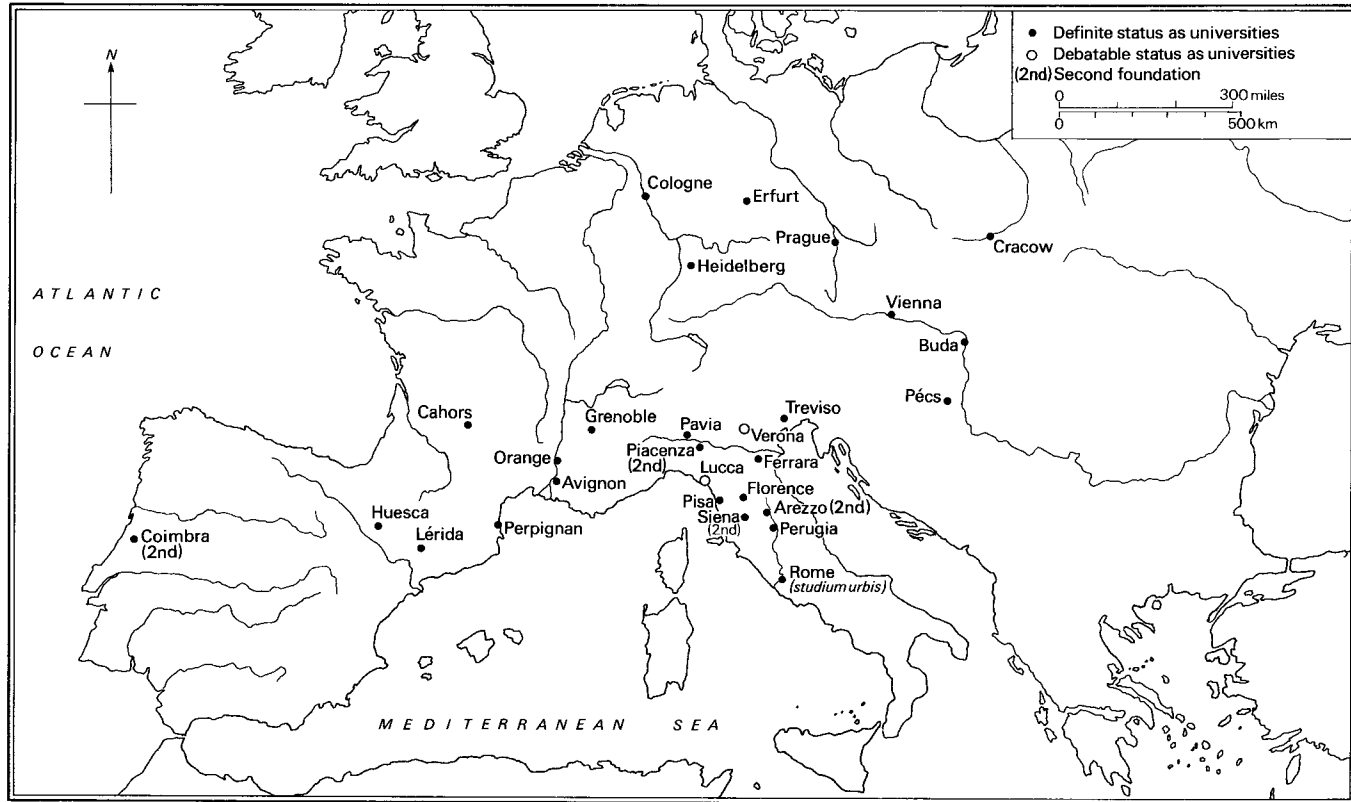 ● Definite status as universities
○ Debatable status as universities
(2nd) Second foundation
0 300 miles
0 500 km
N
Cologne
Erfurt
Prague
Cracow
Heidelberg
ATLANTIC
OCEAN
Vienna
Buda
Pécs
Cahors
Grenoble
Pavia
Treviso
Verona
Orange
Piacenza
(2nd)
Ferrara
Lucca
Avignon
Florence
Pisa
Arezzo (2nd)
Siena
(2nd)
Perugia
Huesca
Lérida
Perpignan
Coimbra
(2nd)
Rome
(studium urbis)
MEDITERRANEAN SEA